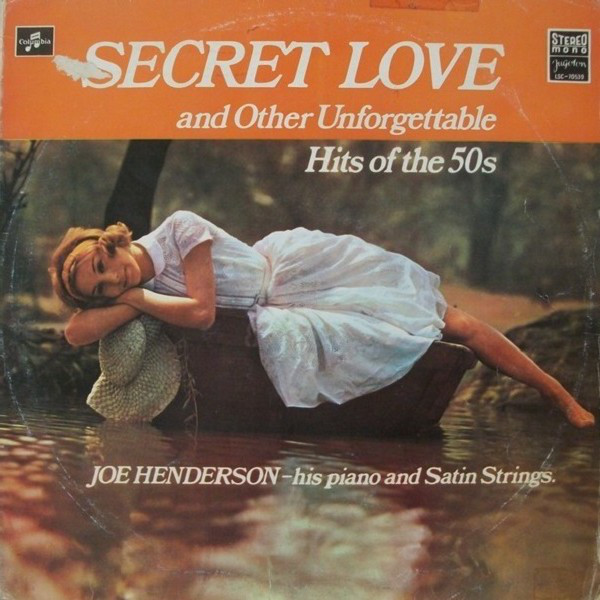 Columbia
STEREO
mono
Jugoton
SECRET LOVE
and Other Unforgettable
Hits of the 50s
JOE HENDERSON-his piano and Satin Strings.